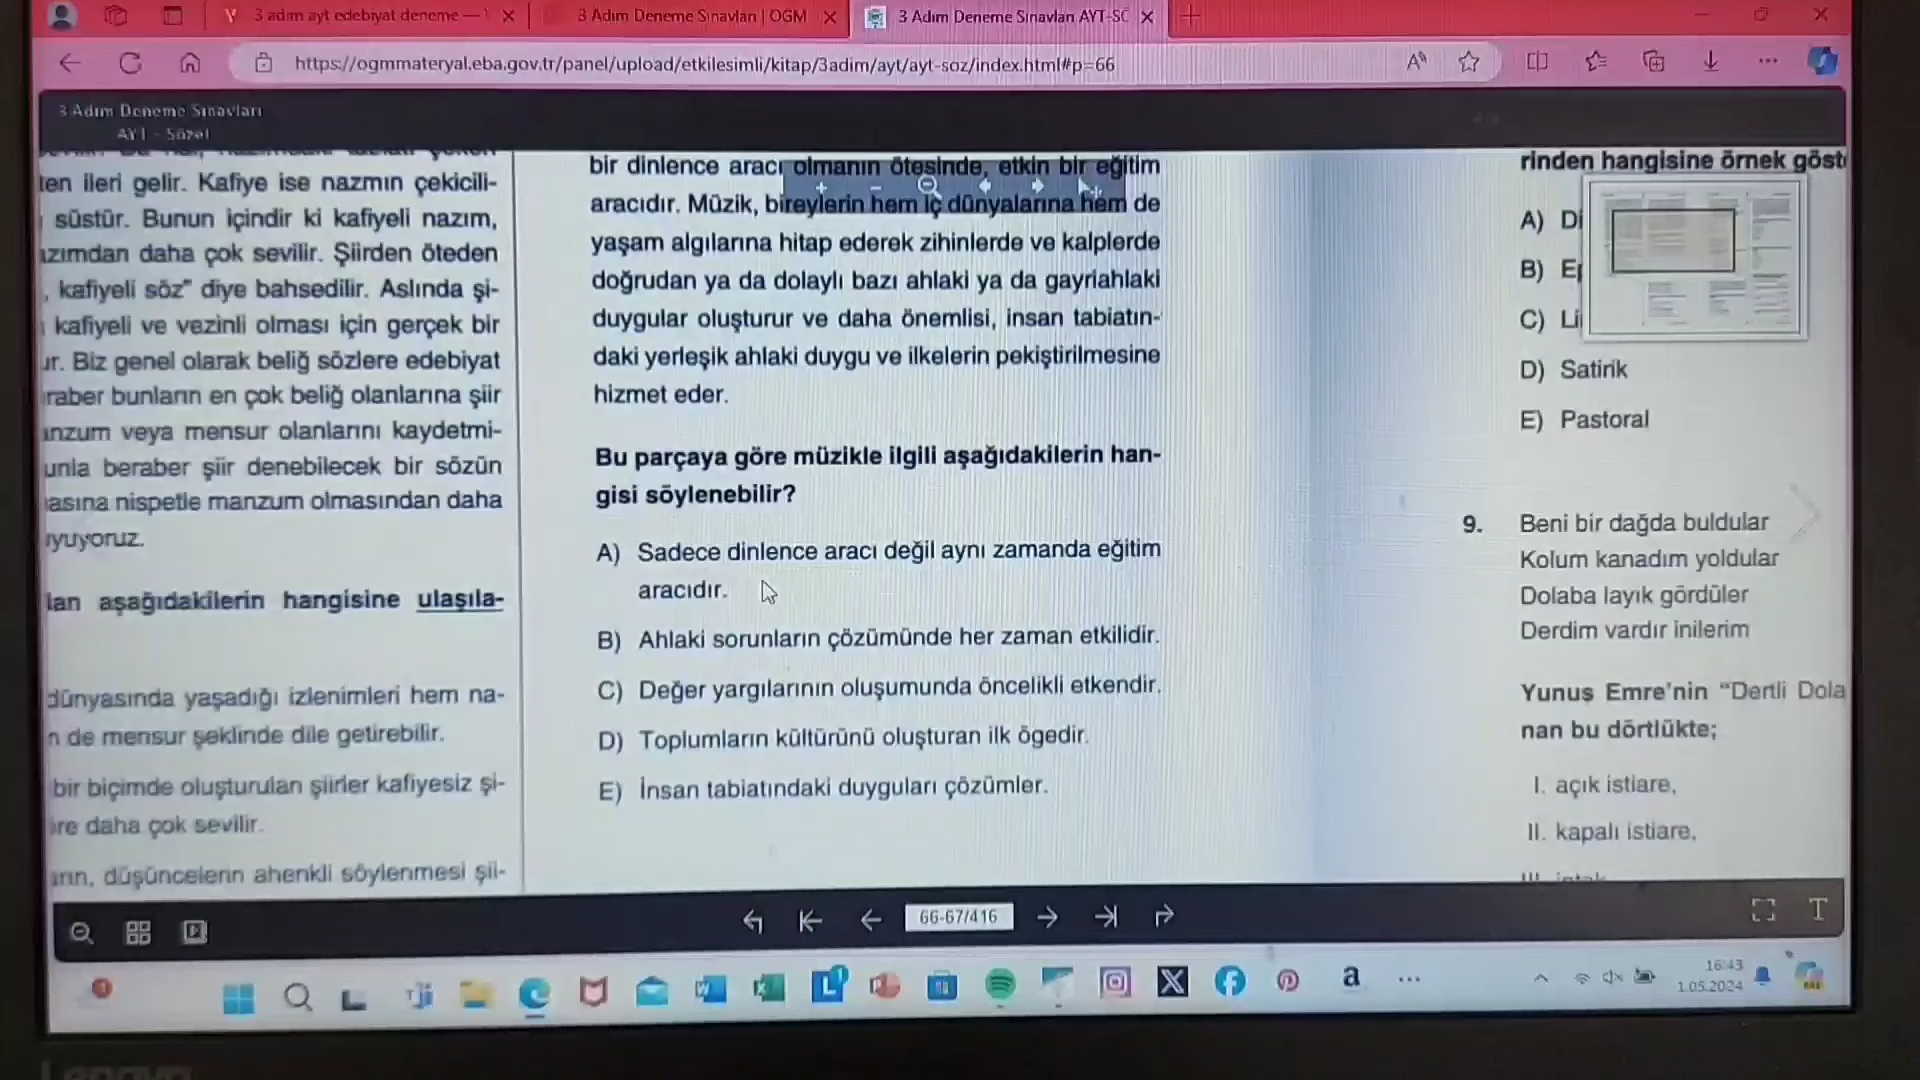 3 adım ayt edebiyat deneme —
3 Adım Deneme Sınavları | OGM
3 Adım Deneme Sınavları AYT-SÖ
https://ogmmateryal.eba.gov.tr/panel/upload/etkilesimli/kitap/3adim/ayt/ayt-soz/index.html#p=66
3 Adım Deneme Sınavları
AYT - Sözel
ten ileri gelir. Kafiye ise nazmın çekicili-
süstür. Bunun içindir ki kafiyeli nazım,
azımdan daha çok sevilir. Şiirden öteden
, kafiyeli söz" diye bahsedilir. Aslında şi-
kafiyeli ve vezinli olması için gerçek bir
ur. Biz genel olarak beliğ sözlere edebiyat
raber bunların en çok beliğ olanlarına şiir
anzum veya mensur olanlarını kaydetmi-
unla beraber şiir denebilecek bir sözün
asına nispetle manzum olmasından daha
uyuyoruz.
lan aşağıdakilerin hangisine ulaşıla-
dünyasında yaşadığı izlenimleri hem na-
n de mensur şeklinde dile getirebilir.
bir biçimde oluşturulan şiirler kafiyesiz şi-
re daha çok sevilir.
arın, düşüncelerin ahenkli söylenmesi şii-
bir dinlence aracı olmanın ötesinde, etkin bir eğitim
aracıdır. Müzik, bireylerin hem iç dünyalarına hem de
yaşam algılarına hitap ederek zihinlerde ve kalplerde
doğrudan ya da dolaylı bazı ahlaki ya da gayriahlaki
duygular oluşturur ve daha önemlisi, insan tabiatın-
daki yerleşik ahlaki duygu ve ilkelerin pekiştirilmesine
hizmet eder.
Bu parçaya göre müzikle ilgili aşağıdakilerin han-
gisi söylenebilir?
A) Sadece dinlence aracı değil aynı zamanda eğitim
aracıdır.
B) Ahlaki sorunların çözümünde her zaman etkilidir.
C) Değer yargılarının oluşumunda öncelikli etkendir.
D) Toplumların kültürünü oluşturan ilk ögedir.
E) İnsan tabiatındaki duyguları çözümler.
rinden hangisine örnek göst
A) Di
B) Ep
C) Li
D) Satirik
E) Pastoral
9. Beni bir dağda buldular
Kolum kanadım yoldular
Dolaba layık gördüler
Derdim vardır inilerim
Yunus Emre'nin "Dertli Dola
nan bu dörtlükte;
I. açık istiare,
II. kapalı istiare,
66-67/416
16:43
1.05.2024